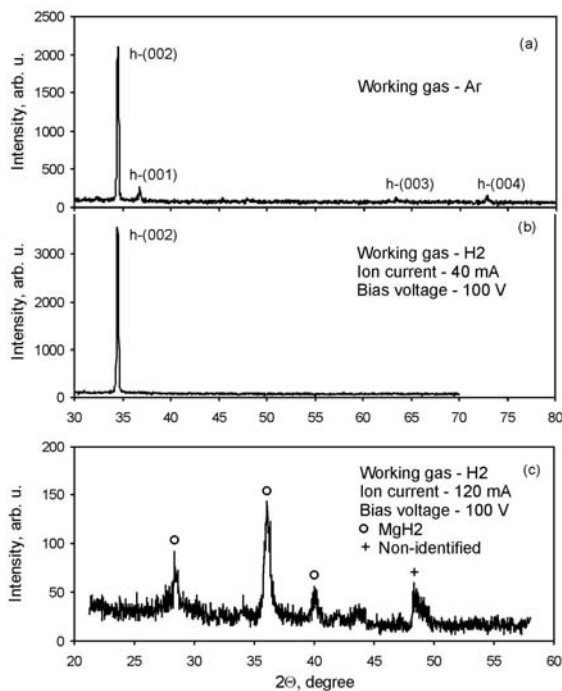 2500
(a)
h-(002)
2000
Intensity, arb. u.
Working gas - Ar
1500
1000
500
h-(001)
h-(003)
h-(004)
0
(b)
h-(002)
3000
Working gas - H2
Ion current - 40 mA
Bias voltage - 100 V
Intensity, arb. u.
2000
1000
0
30 35 40 45 50 55 60 65 70 75 80
200
Working gas - H2
(c)
Ion current - 120 mA
Bias voltage - 100 V
MgH2
Non-identified
150
Intensity, arb. u.
100
50
0
20 25 30 35 40 45 50 55 60
2Θ, degree